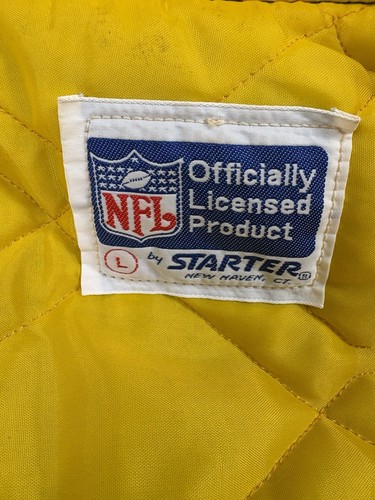 NFL
Officially
Licensed
Product
L
by STARTER®
NEW HAVEN, CT.